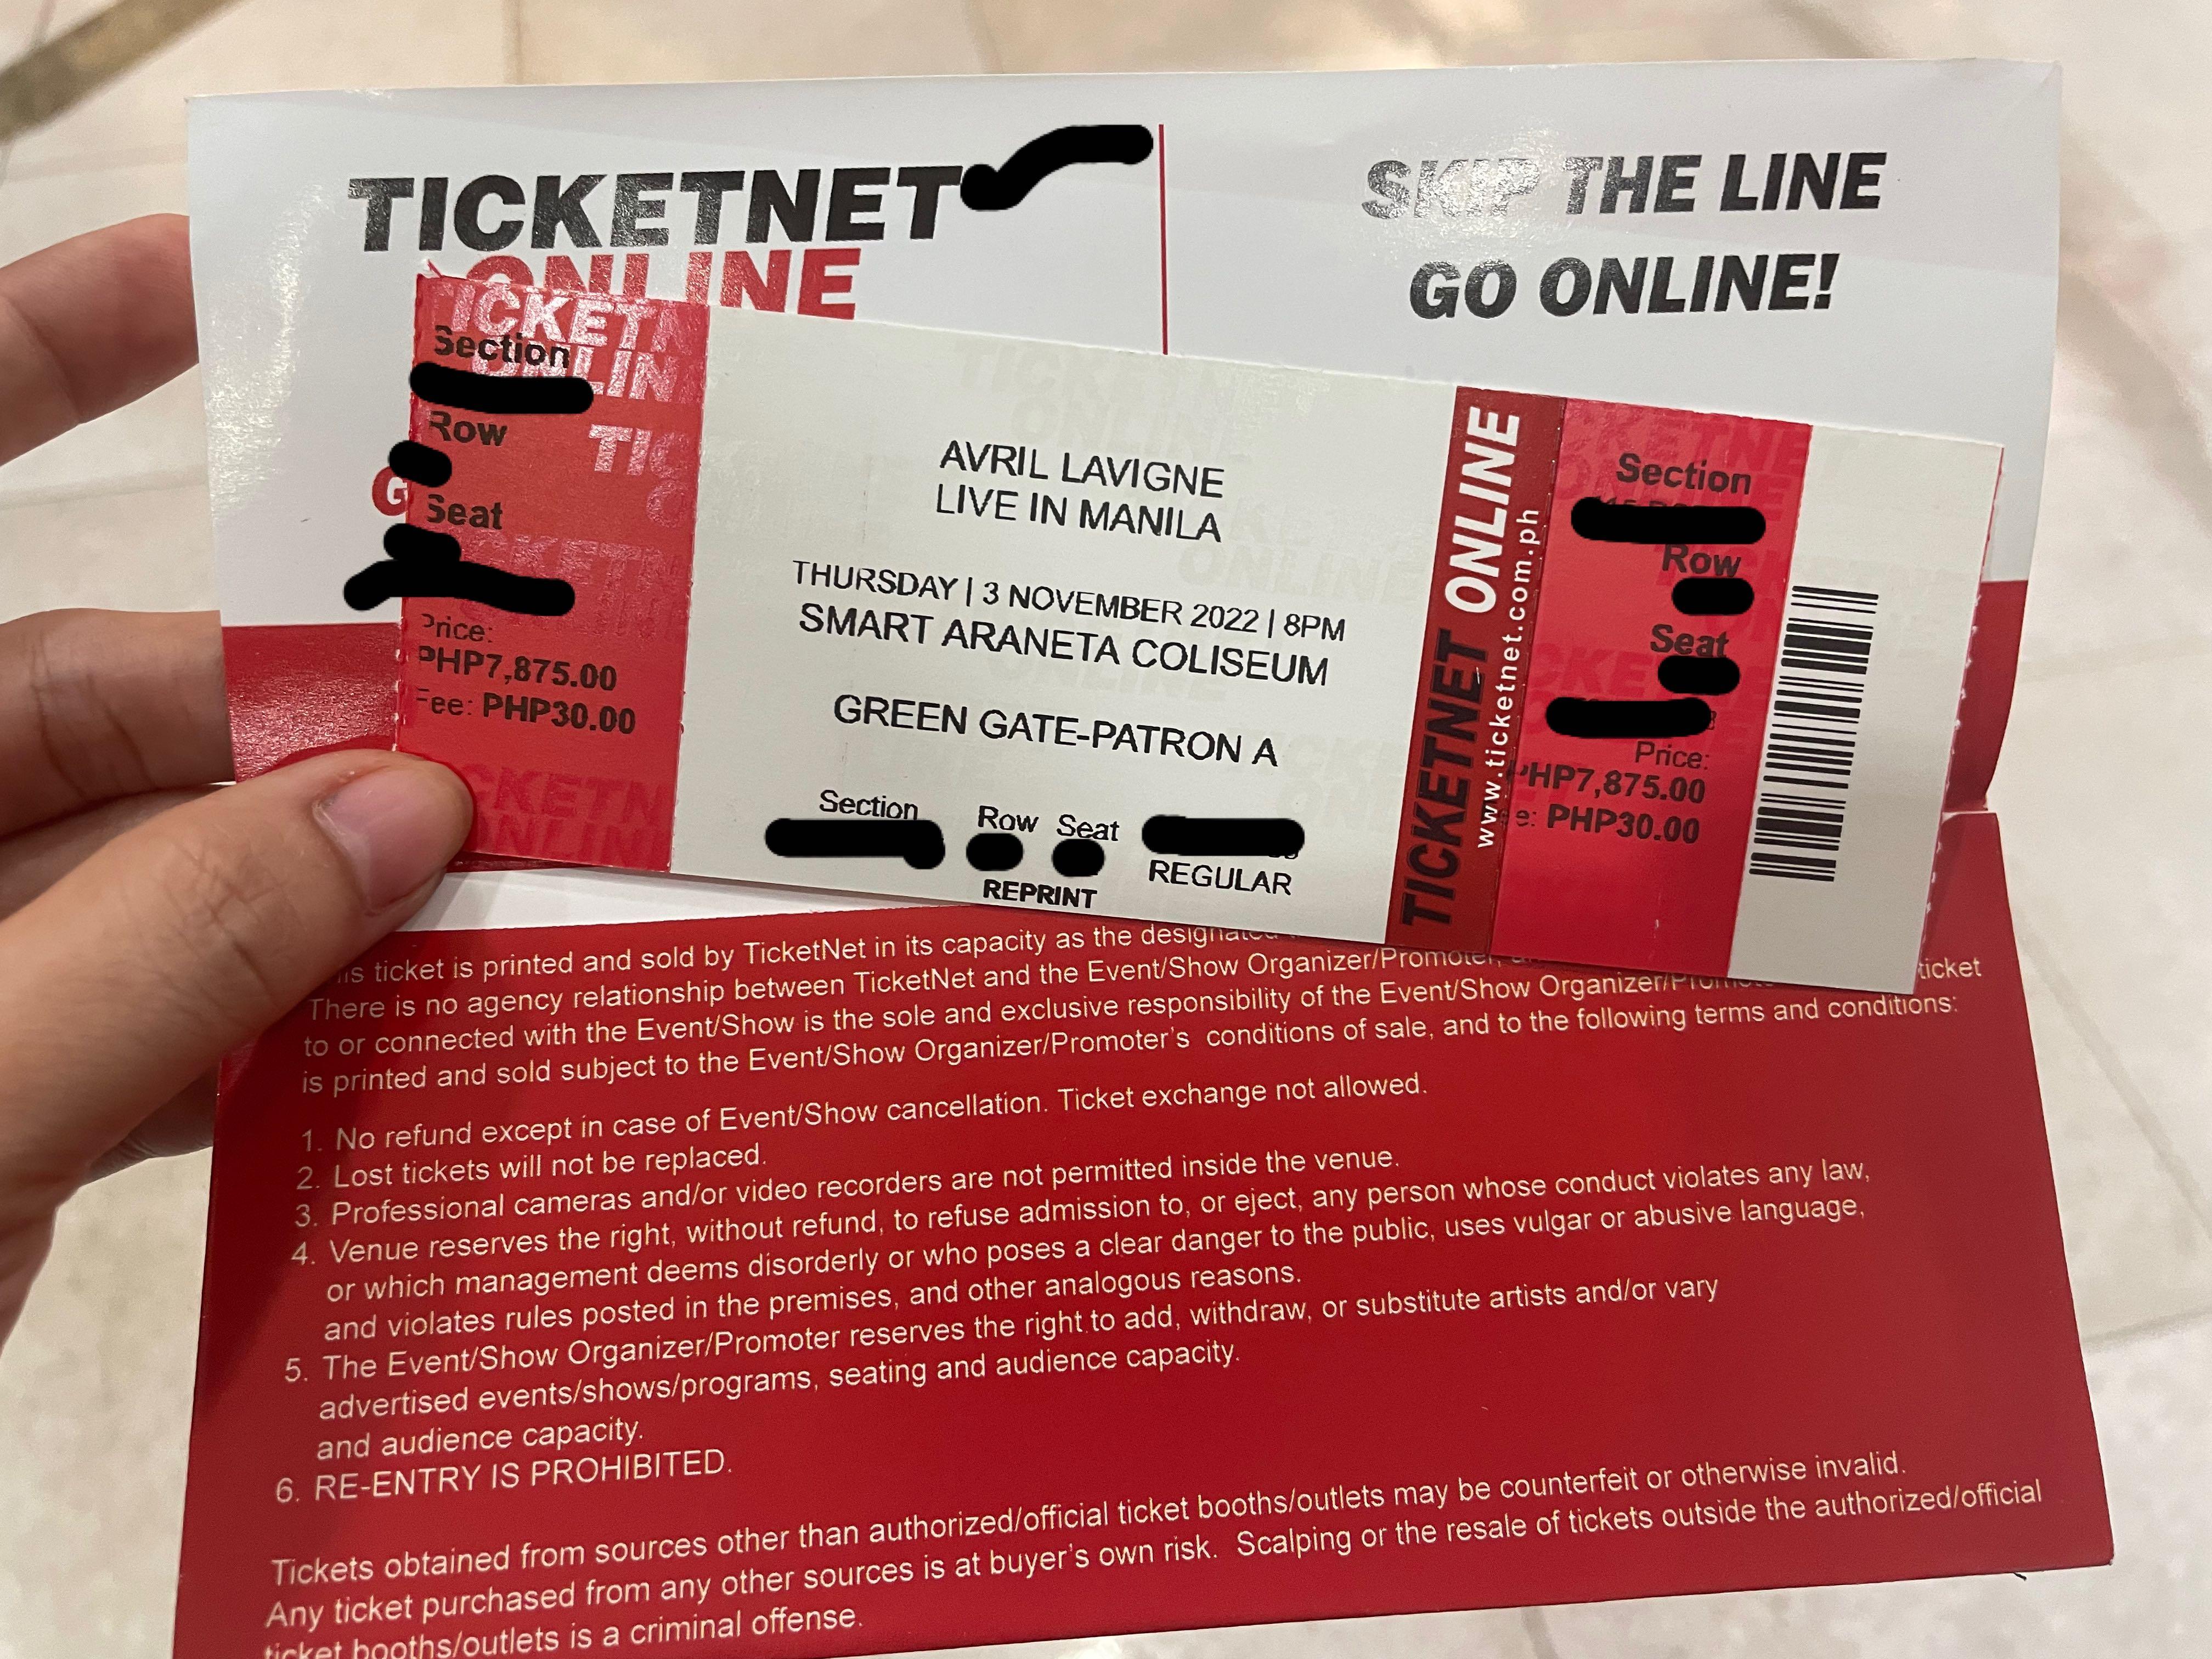 TICKETNET
ONLINE
SKIP THE LINE
GO ONLINE!
Section
Row
Seat
Price:
PHP7,875.00
Fee: PHP30.00
AVRIL LAVIGNE
LIVE IN MANILA
THURSDAY | 3 NOVEMBER 2022 | 8PM
SMART ARANETA COLISEUM
GREEN GATE-PATRON A
Section Row Seat
REGULAR
REPRINT
TICKETNET ONLINE
www.ticketnet.com.ph
Section
Row
Seat
Price:
PHP7,875.00
e: PHP30.00
is ticket is printed and sold by TicketNet in its capacity as the
There is no agency relationship between TicketNet and the Event/Show Organizer/Promoter,
to or connected with the Event/Show is the sole and exclusive responsibility of the Event/Show Organizer/ ticket
is printed and sold subject to the Event/Show Organizer/Promoter's conditions of sale, and to the following terms and conditions:
1. No refund except in case of Event/Show cancellation. Ticket exchange not allowed.
2. Lost tickets will not be replaced.
3. Professional cameras and/or video recorders are not permitted inside the venue.
4. Venue reserves the right, without refund, to refuse admission to, or eject, any person whose conduct violates any law,
or which management deems disorderly or who poses a clear danger to the public, uses vulgar or abusive language,
and violates rules posted in the premises, and other analogous reasons.
5. The Event/Show Organizer/Promoter reserves the right to add, withdraw, or substitute artists and/or vary
advertised events/shows/programs, seating and audience capacity.
and audience capacity.
6. RE-ENTRY IS PROHIBITED.
Tickets obtained from sources other than authorized/official ticket booths/outlets may be counterfeit or otherwise invalid.
Any ticket purchased from any other sources is at buyer's own risk. Scalping or the resale of tickets outside the authorized/official
ticket booths/outlets is a criminal offense.